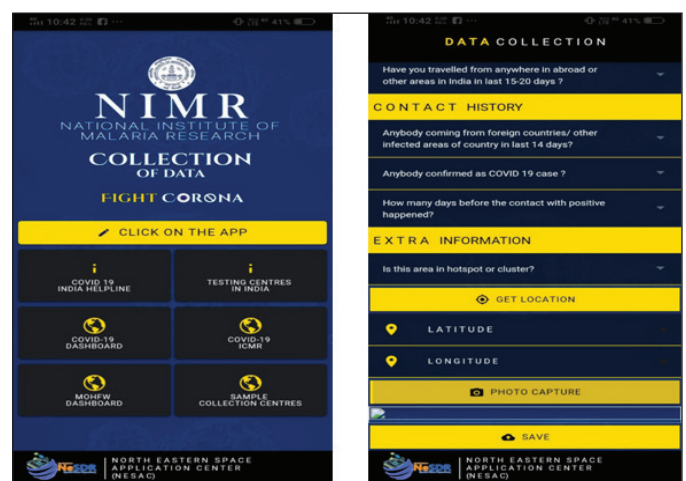 10:42
41%
NIMR
NATIONAL INSTITUTE OF
MALARIA RESEARCH
COLLECTION
OF DATA
FIGHT CORONA
CLICK ON THE APP
COVID 19
INDIA HELPLINE
TESTING CENTRES
IN INDIA
COVID-19
DASHBOARD
COVID-19
ICMR
MOHFW
DASHBOARD
SAMPLE
COLLECTION CENTRES
NeSDR
NORTH EASTERN SPACE
APPLICATION CENTER
(NESAC)
10:42
41%
DATA COLLECTION
Have you travelled from anywhere in abroad or
other areas in India in last 15-20 days ?
CONTACT HISTORY
Anybody coming from foreign countries/ other
infected areas of country in last 14 days?
Anybody confirmed as COVID 19 case ?
How many days before the contact with positive
happened?
EXTRA INFORMATION
Is this area in hotspot or cluster?
GET LOCATION
LATITUDE
LONGITUDE
PHOTO CAPTURE
SAVE
NeSDR
NORTH EASTERN SPACE
APPLICATION CENTER
(NESAC)